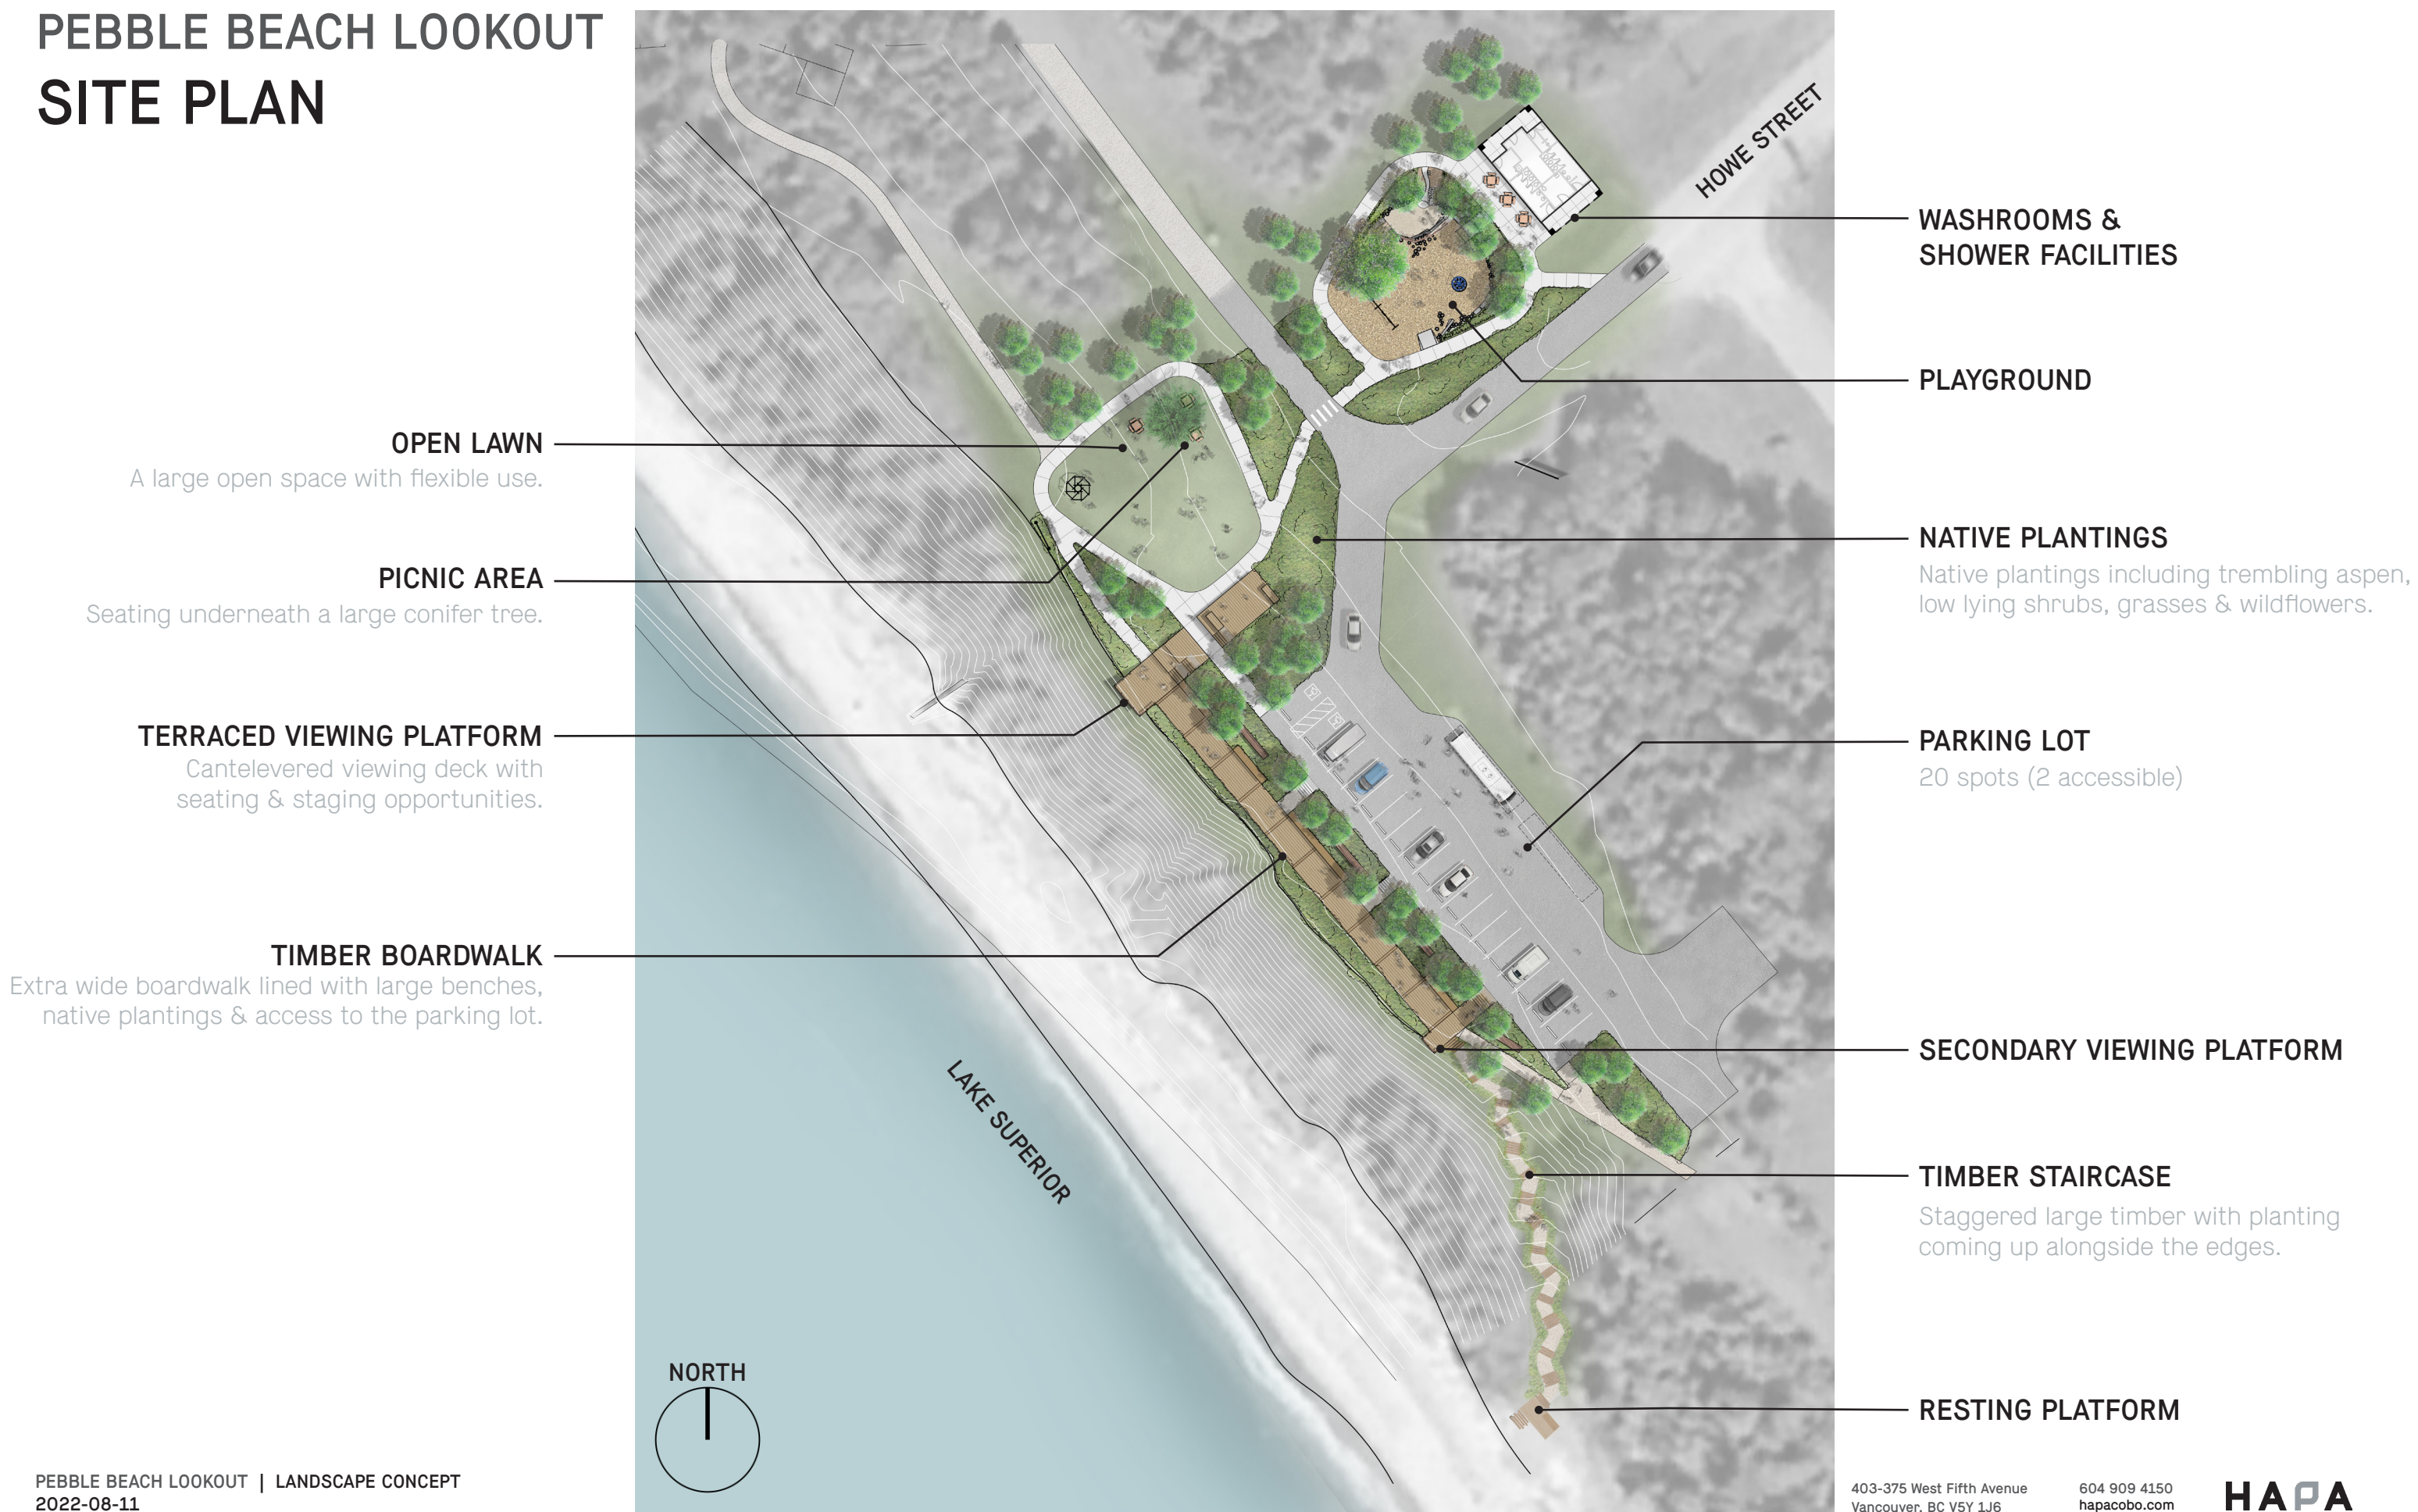 PEBBLE BEACH LOOKOUT
SITE PLAN
HOWE STREET
WASHROOMS &
SHOWER FACILITIES
PLAYGROUND
OPEN LAWN
A large open space with flexible use.
NATIVE PLANTINGS
Native plantings including trembling aspen,
low lying shrubs, grasses & wildflowers.
PICNIC AREA
Seating underneath a large conifer tree.
TERRACED VIEWING PLATFORM
Cantelevered viewing deck with
seating & staging opportunities.
PARKING LOT
20 spots (2 accessible)
TIMBER BOARDWALK
Extra wide boardwalk lined with large benches,
native plantings & access to the parking lot.
SECONDARY VIEWING PLATFORM
LAKE SUPERIOR
TIMBER STAIRCASE
Staggered large timber with planting
coming up alongside the edges.
NORTH
RESTING PLATFORM
PEBBLE BEACH LOOKOUT | LANDSCAPE CONCEPT
2022-08-11
403-375 West Fifth Avenue
Vancouver, BC V5Y 1J6
604 909 4150
hapacobo.com
HAPA